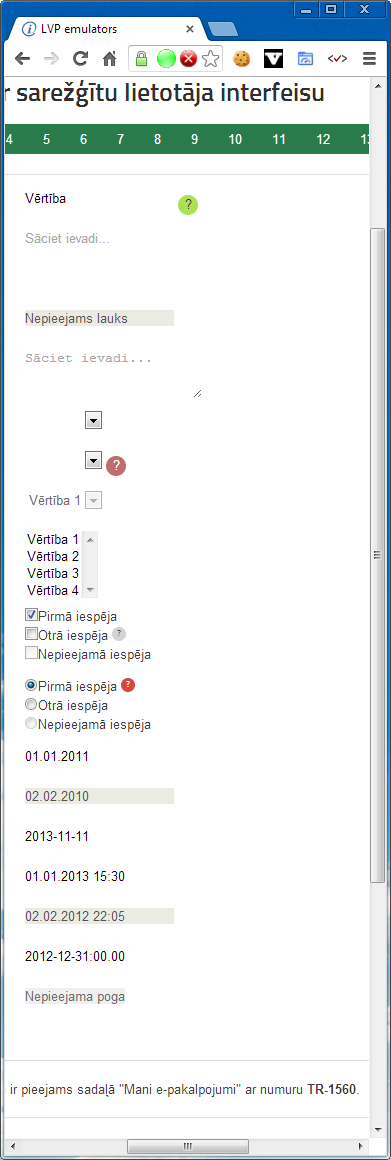 LVP emulators
r sarežģītu lietotāja interfeisu
4 5 6 7 8 9 10 11 12 13
Vērtība ?
Sāciet ievadi...
Nepieejams lauks
Sāciet ievadi...
?
Vērtība 1
Vērtība 1
Vērtība 2
Vērtība 3
Vērtība 4
Pirmā iespēja
Otrā iespēja ?
Nepieejamā iespēja
Pirmā iespēja ?
Otrā iespēja
Nepieejamā iespēja
01.01.2011
02.02.2010
2013-11-11
01.01.2013 15:30
02.02.2012 22:05
2012-12-31:00.00
Nepieejama poga
ir pieejams sadaļā "Mani e-pakalpojumi" ar numuru TR-1560.